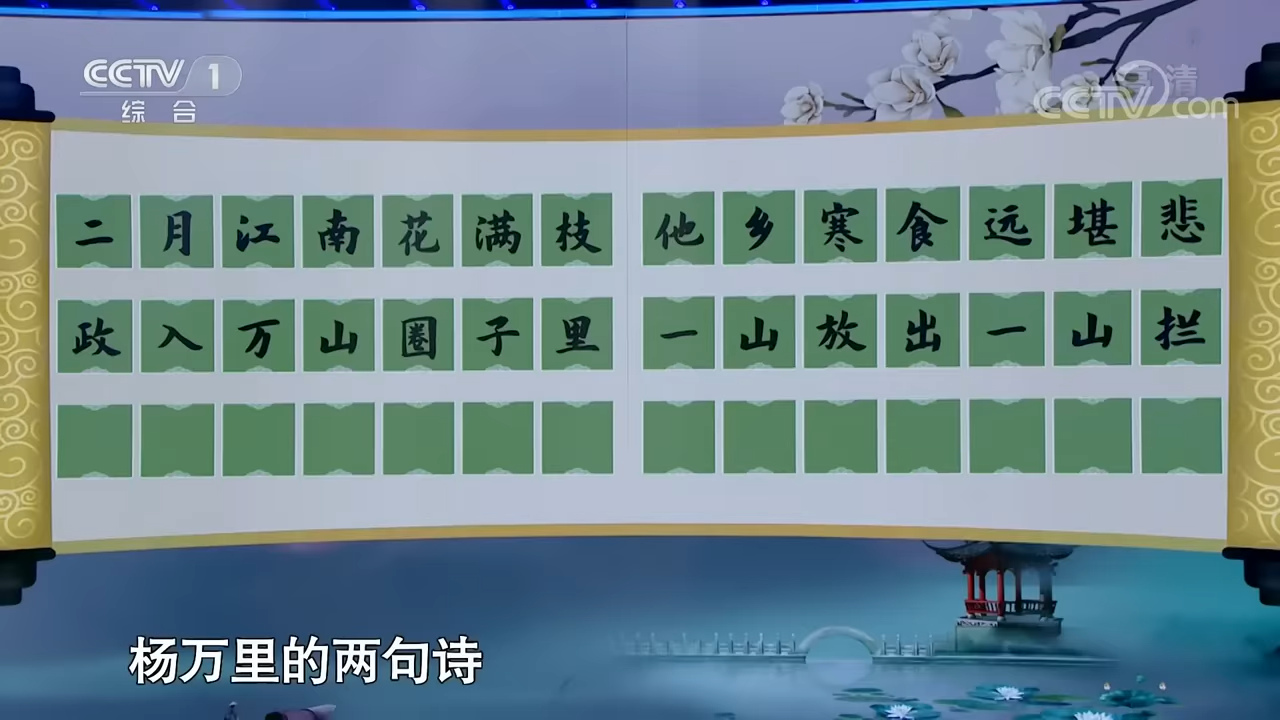 CCTV 1
综合
高清
CCTV.com
二月江南花满枝 他乡寒食远堪悲
政入万山圈子里 一山放出一山拦
杨万里的两句诗